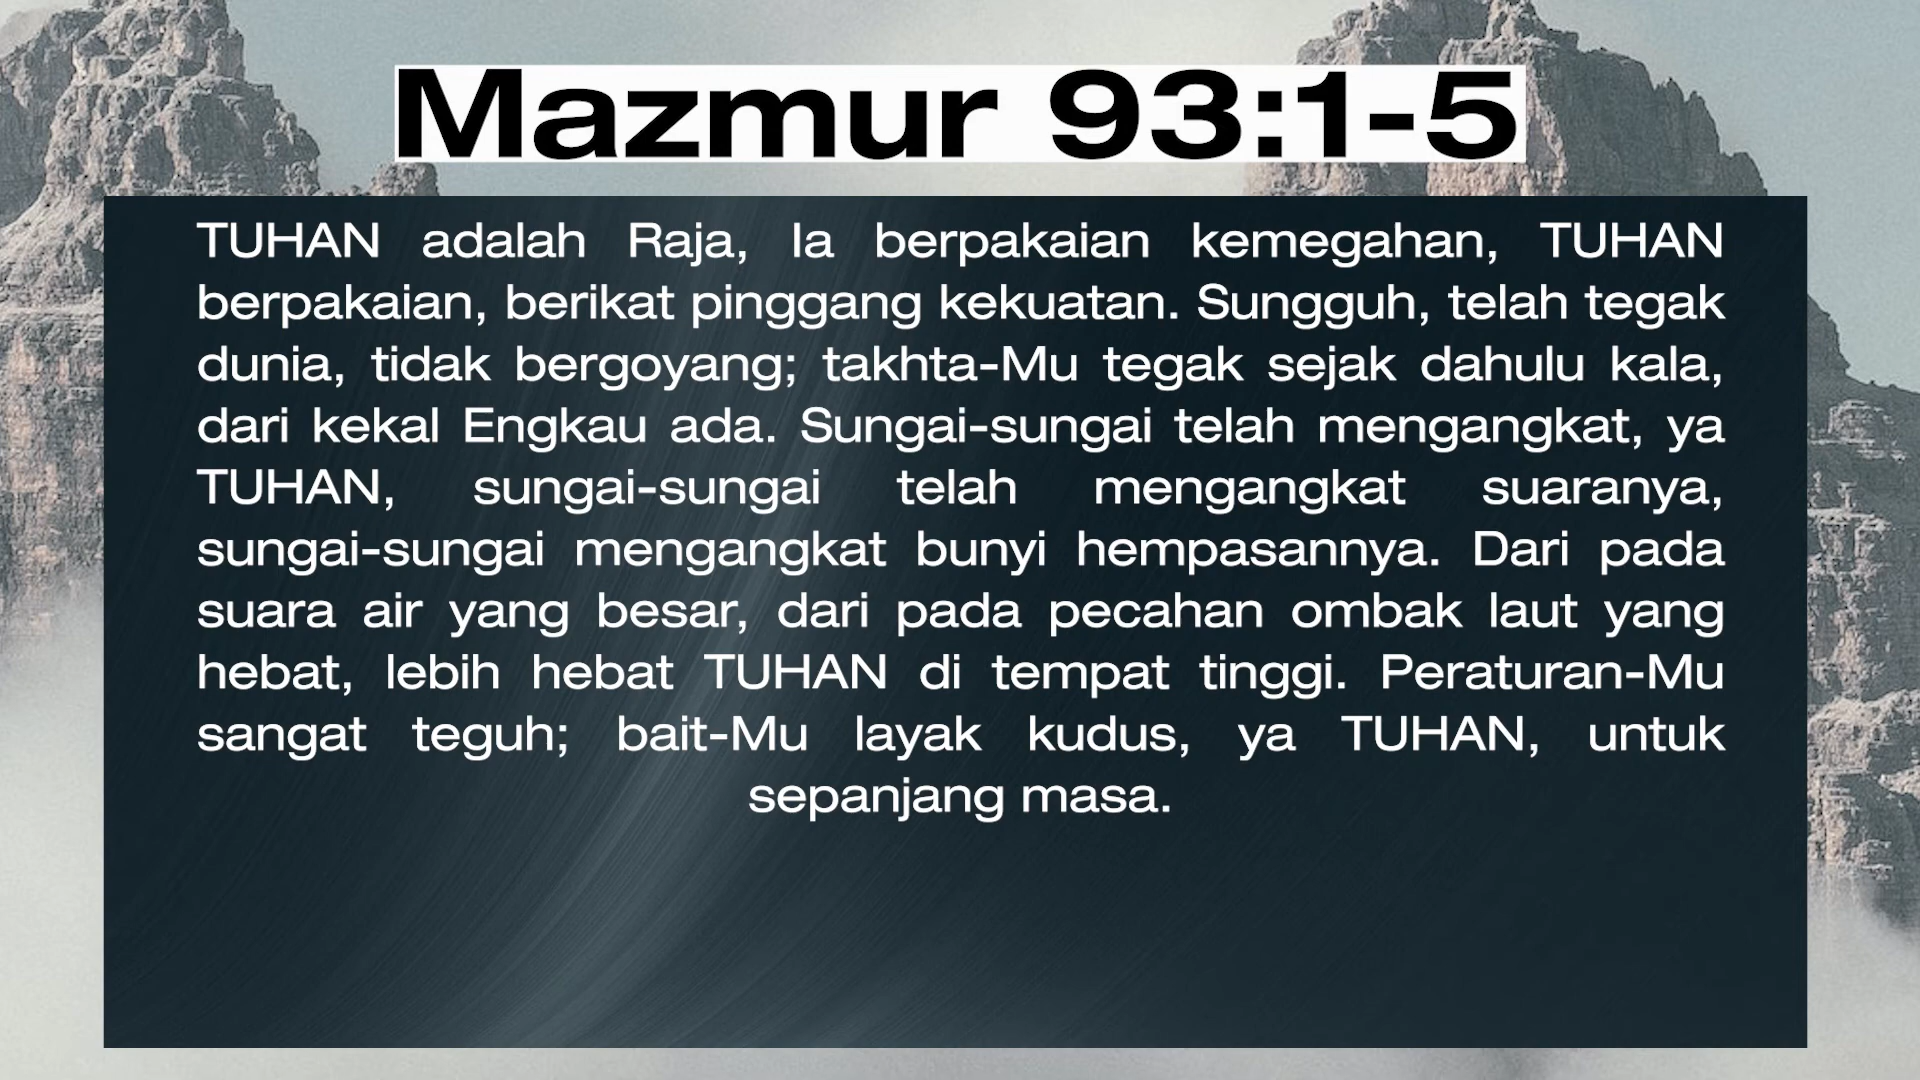 Mazmur 93:1-5
TUHAN adalah Raja, Ia berpakaian kemegahan, TUHAN
berpakaian, berikat pinggang kekuatan. Sungguh, telah tegak
dunia, tidak bergoyang; takhta-Mu tegak sejak dahulu kala,
dari kekal Engkau ada. Sungai-sungai telah mengangkat, ya
TUHAN, sungai-sungai telah mengangkat suaranya,
sungai-sungai mengangkat bunyi hempasannya. Dari pada
suara air yang besar, dari pada pecahan ombak laut yang
hebat, lebih hebat TUHAN di tempat tinggi. Peraturan-Mu
sangat teguh; bait-Mu layak kudus, ya TUHAN, untuk
sepanjang masa.